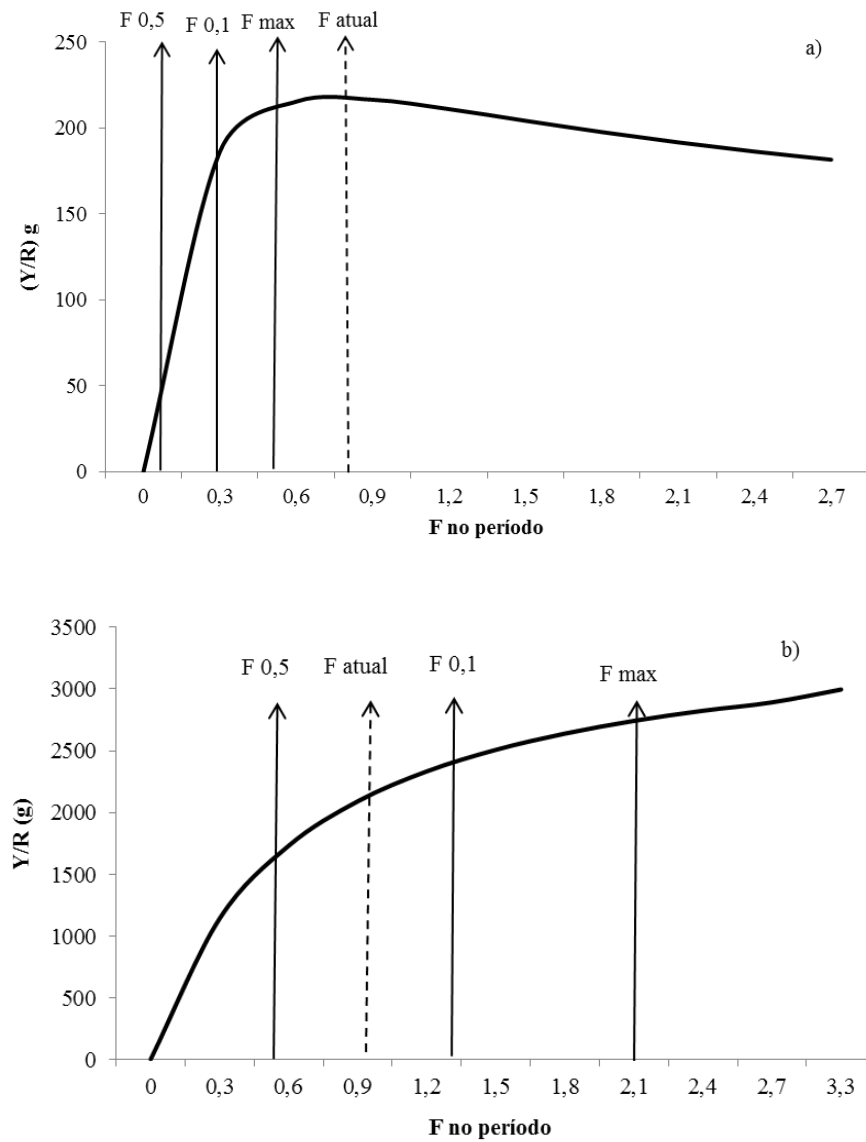 F 0,5 F 0,1 F max F atual
a)
250
200
150
100
50
0
(Y/R) g
0 0,3 0,6 0,9 1,2 1,5 1,8 2,1 2,4 2,7
F no período
b)
F 0,5 F atual F 0,1 F max
3500
3000
2500
2000
1500
1000
500
0
Y/R (g)
0 0,3 0,6 0,9 1,2 1,5 1,8 2,1 2,4 2,7 3,3
F no período